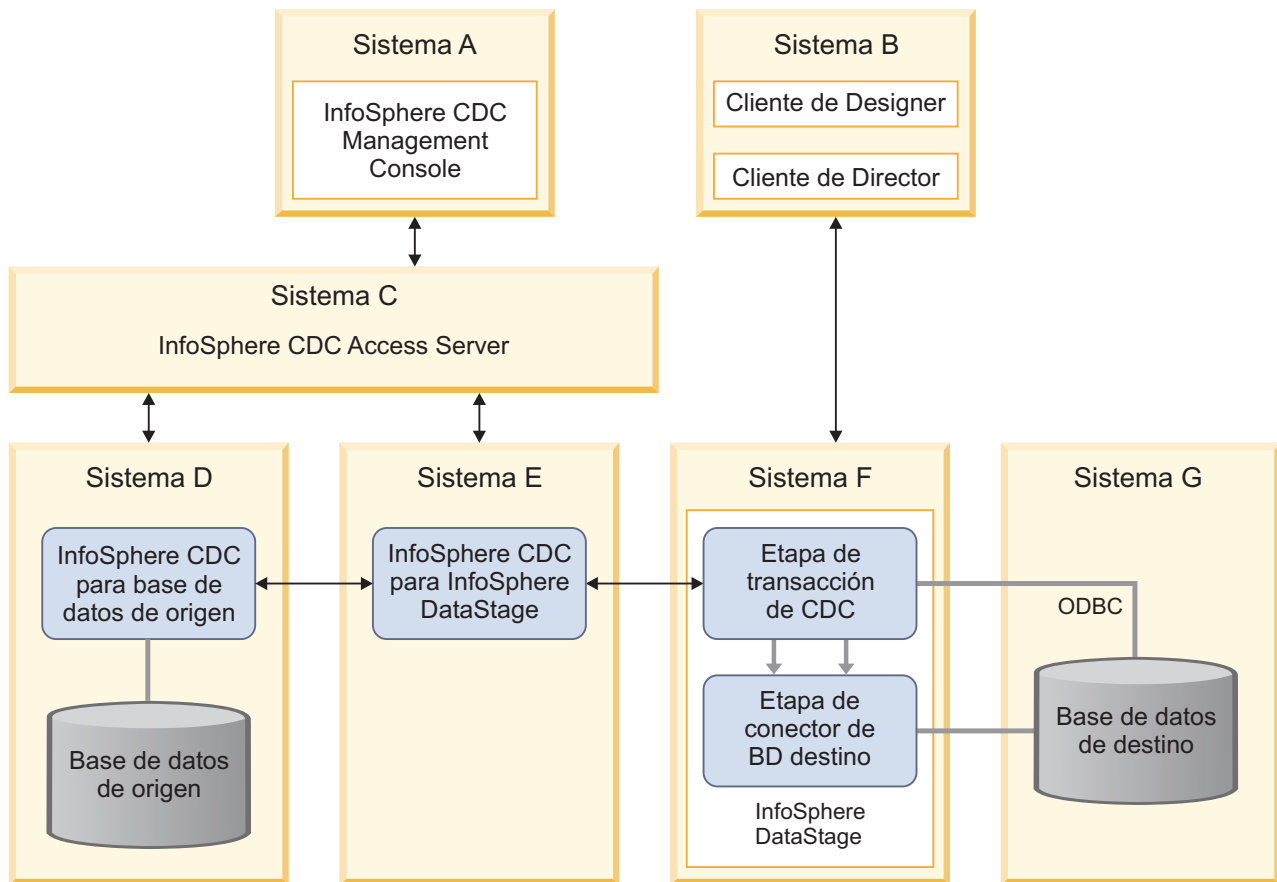 Sistema A
InfoSphere CDC
Management
Console
Sistema B
Cliente de Designer
Cliente de Director
Sistema C
InfoSphere CDC Access Server
Sistema D
InfoSphere CDC
para base de
datos de origen
Base de datos
de origen
Sistema E
InfoSphere CDC
para InfoSphere
DataStage
Sistema F
Etapa de
transacción
de CDC
Etapa de
conector de
BD destino
InfoSphere
DataStage
Sistema G
ODBC
Base de datos
de destino